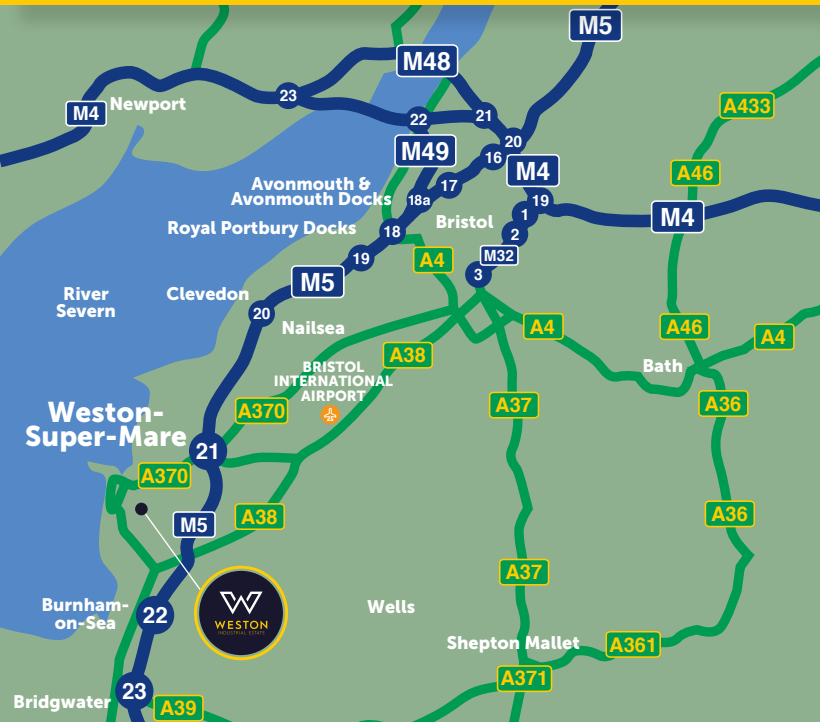 M5
M48
23
M4
Newport
A433
22
21
20
M49
16
M4
A46
17
Avonmouth &
Avonmouth Docks
18a
19
1
M4
Royal Portbury Docks
18
Bristol
2
19
M32
A4
3
M5
River
Severn
Clevedon
20
Nailsea
A4
A46
A4
A38
BRISTOL
INTERNATIONAL
AIRPORT
Bath
A370
A37
A36
Weston-
Super-Mare
21
A370
A38
M5
A36
A37
Burnham-
on-Sea
22
WESTON
INDUSTRIAL ESTATE
Wells
Shepton Mallet
A361
A371
23
Bridgwater
A39